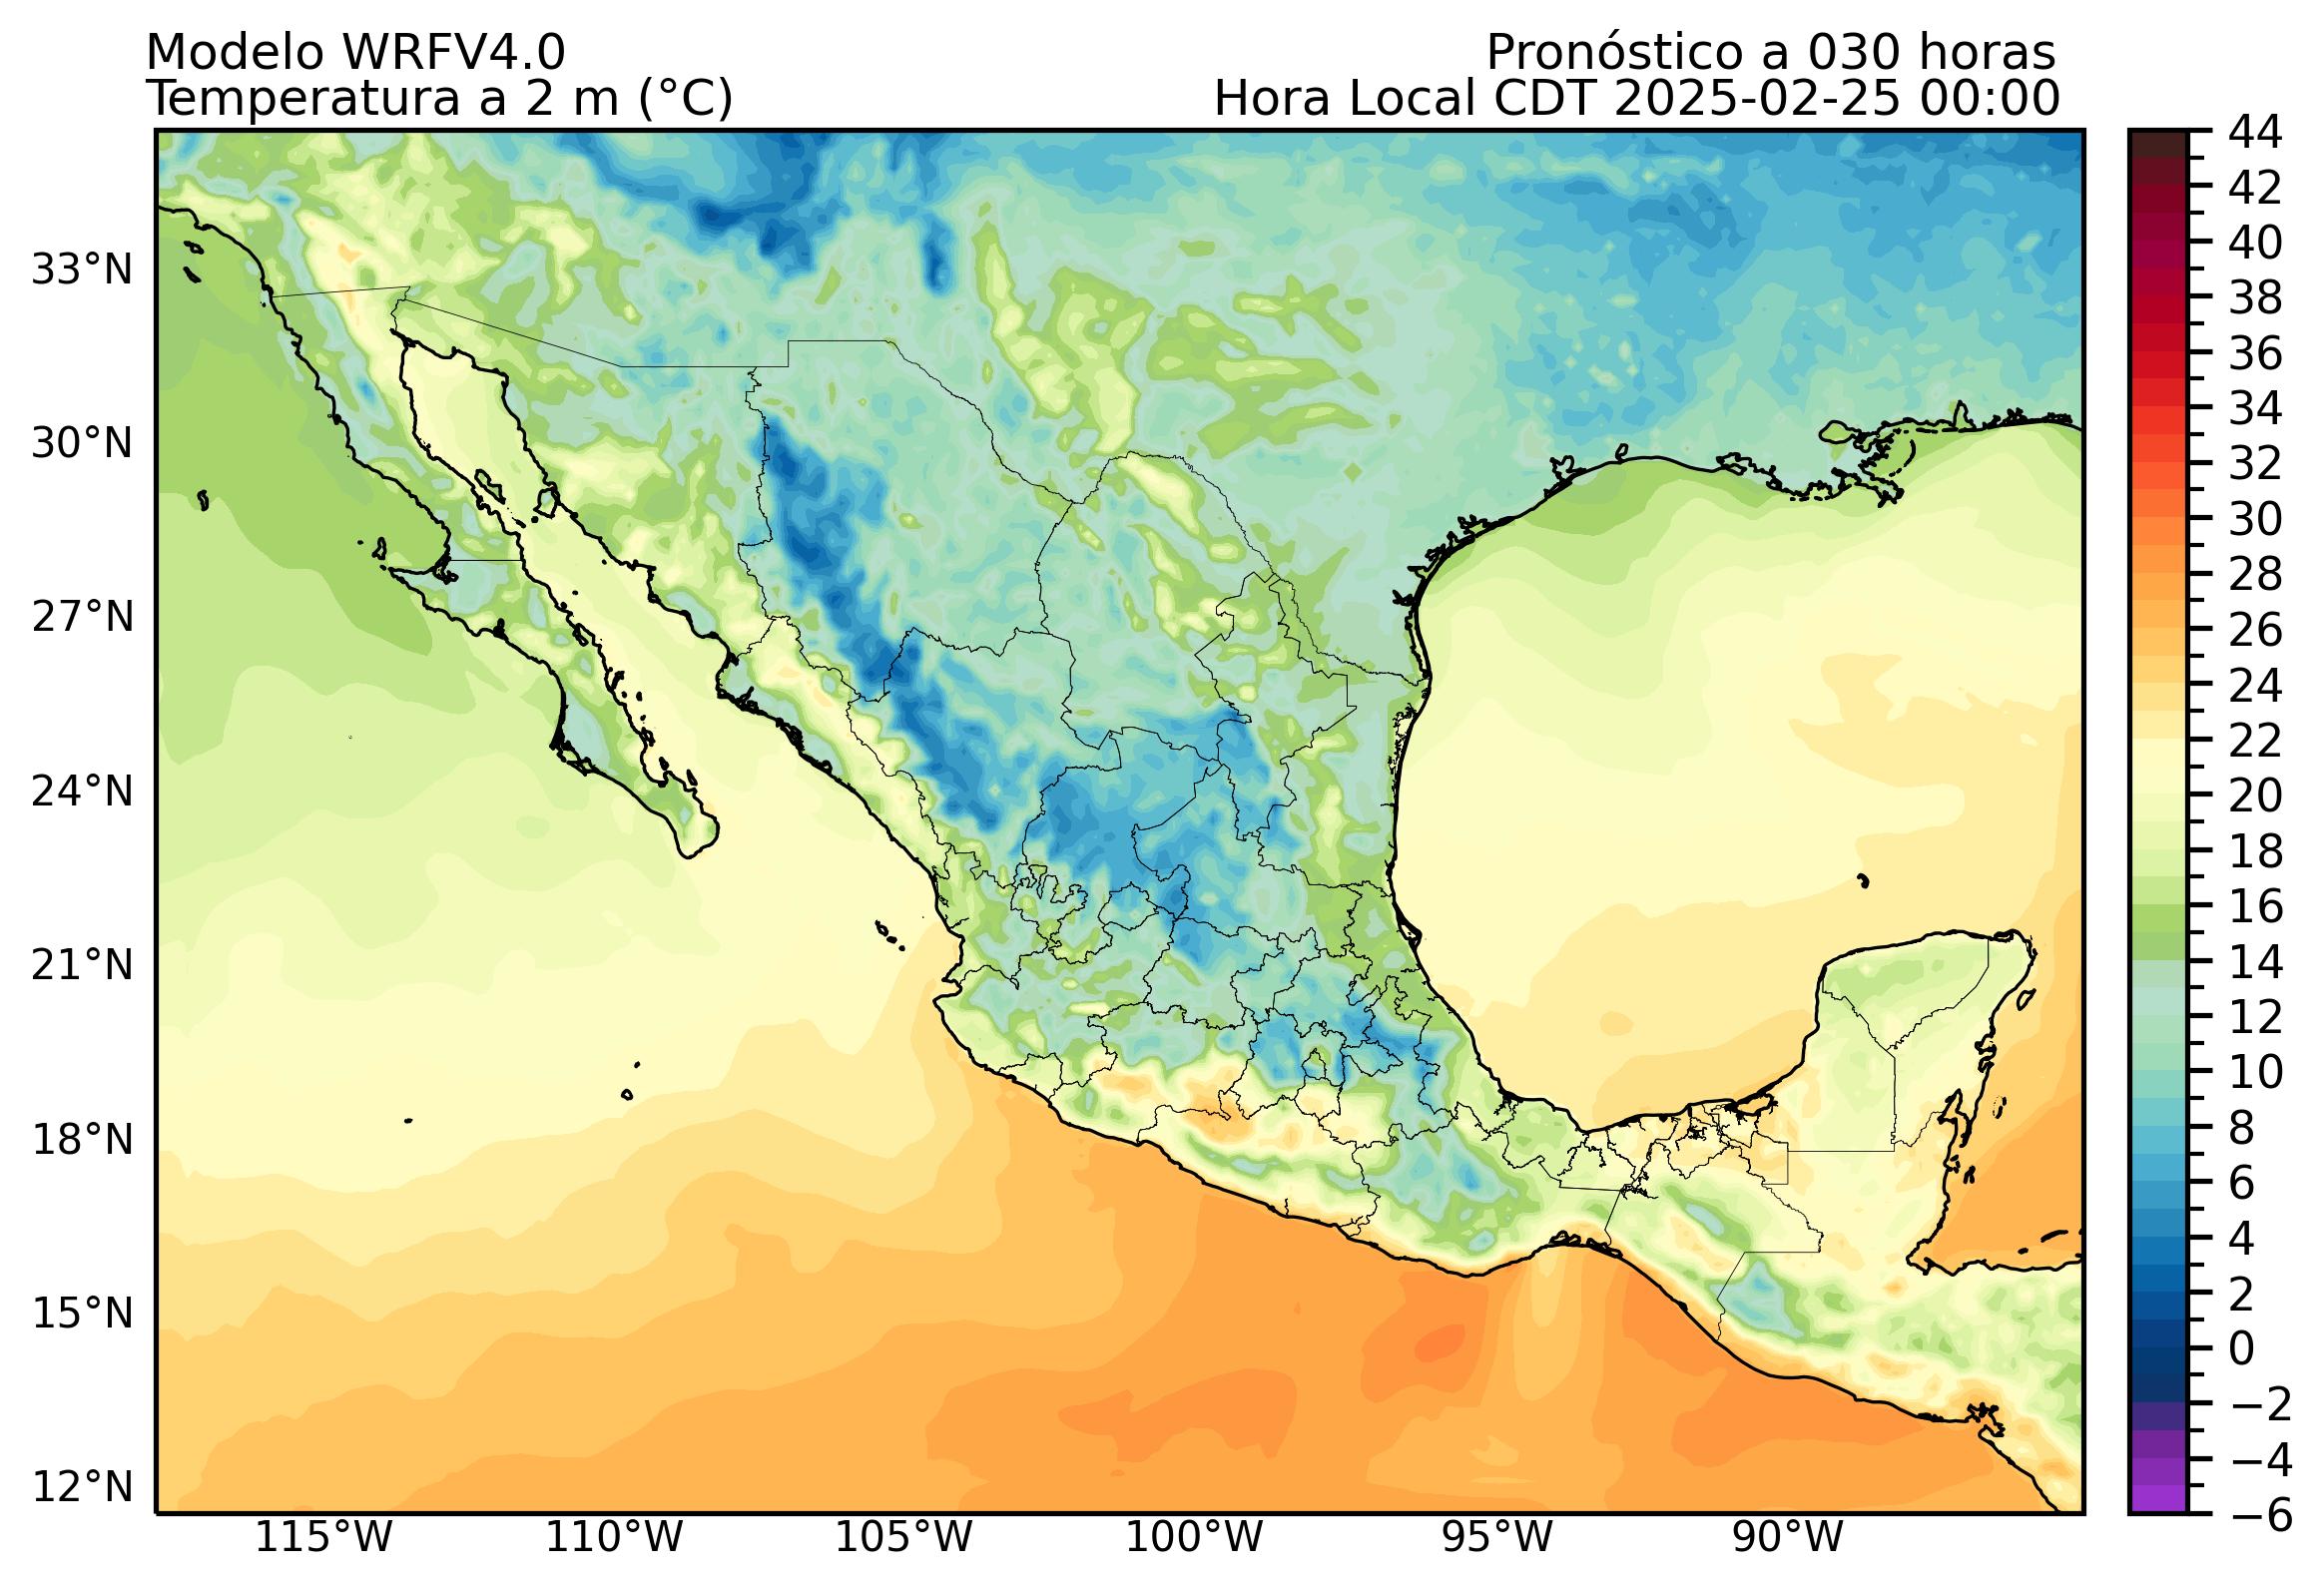 Modelo WRFV4.0
Pronóstico a 030 horas
Temperatura a 2 m (°C)
Hora Local CDT 2025-02-25 00:00
44
42
40
38
36
34
32
30
28
26
24
22
20
18
16
14
12
10
8
6
4
2
0
−2
−4
−6
33°N
30°N
27°N
24°N
21°N
18°N
15°N
12°N
115°W
110°W
105°W
100°W
95°W
90°W